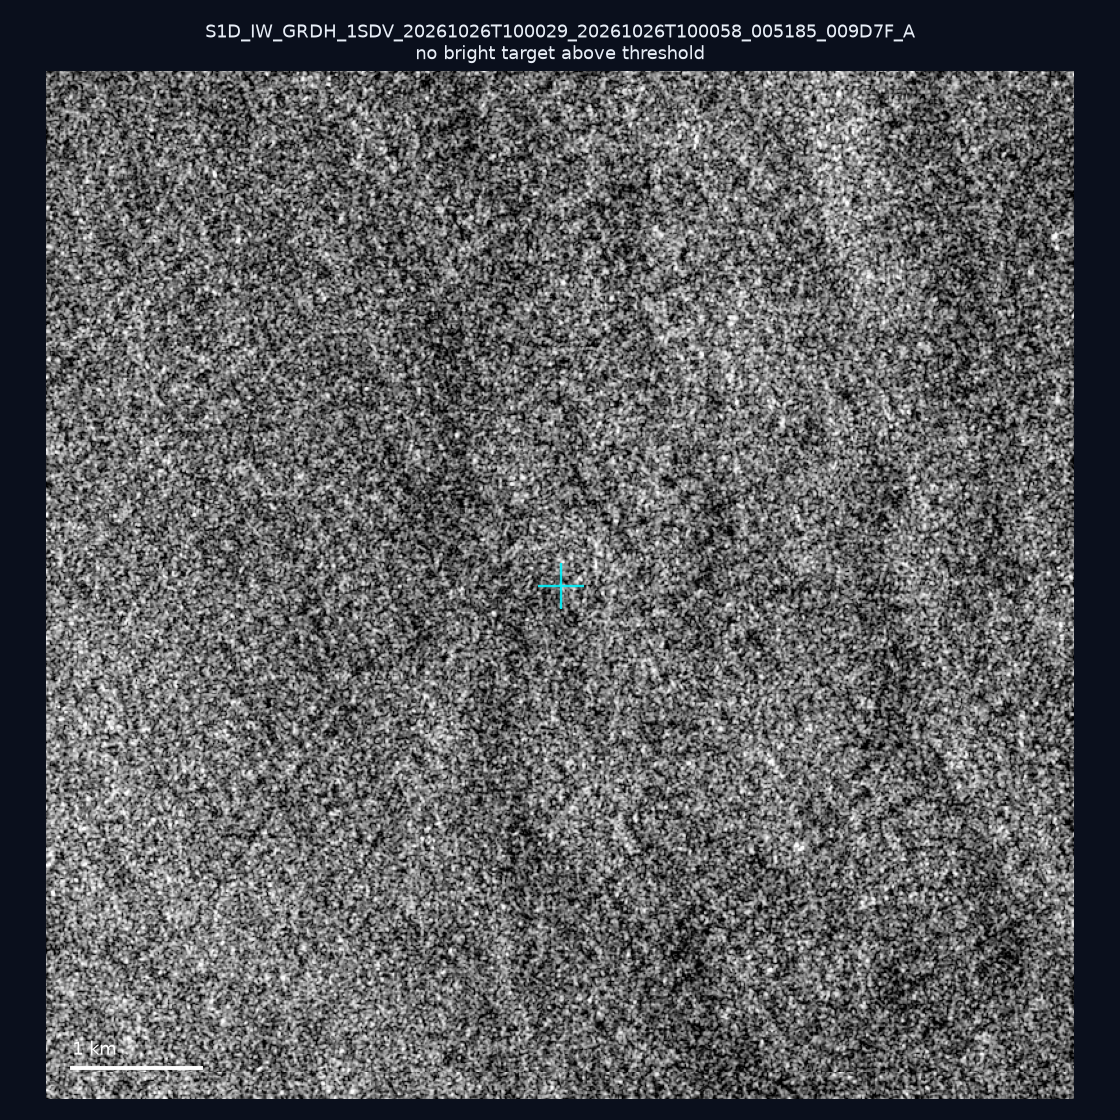 S1D_IW_GRDH_1SDV_20261026T100029_20261026T100058_005185_009D7F_A
no bright target above threshold
1 km